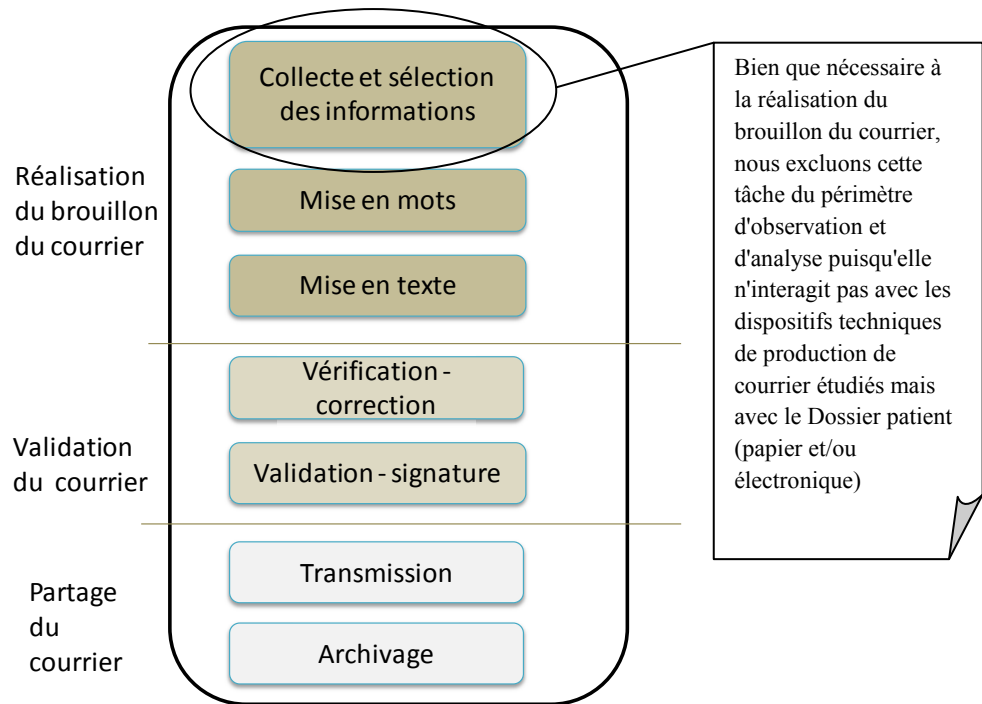 Collecte et sélection
des informations
Réalisation
du brouillon
du courrier
Mise en mots
Mise en texte
Vérification -
correction
Validation
du courrier
Validation - signature
Partage
du
courrier
Transmission
Archivage
Bien que nécessaire à
la réalisation du
brouillon du courrier,
nous excluons cette
tâche du périmètre
d'observation et
d'analyse puisqu'elle
n'interagit pas avec les
dispositifs techniques
de production de
courrier étudiés mais
avec le Dossier patient
(papier et/ou
électronique)